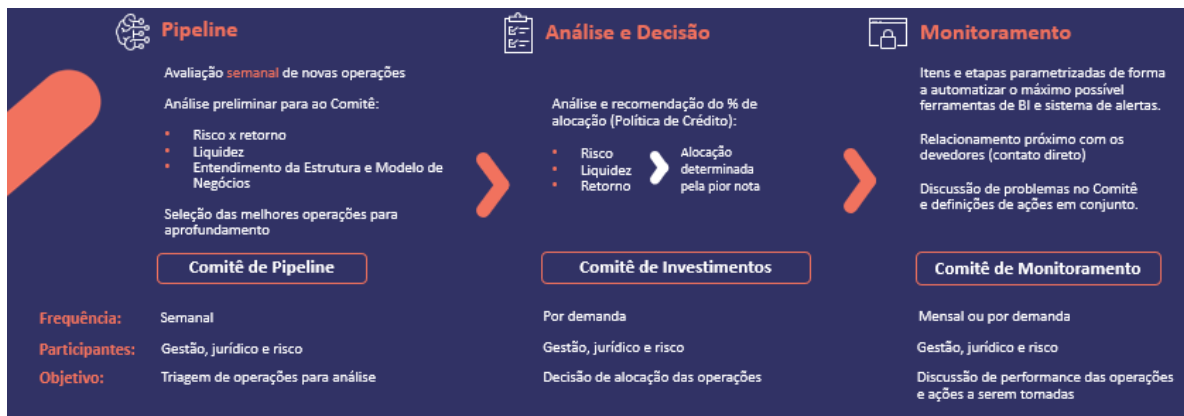 Pipeline
Avaliação semanal de novas operações
Análise preliminar para ao Comitê:
• Risco x retorno
• Liquidez
• Entendimento da Estrutura e Modelo de
Negócios
Seleção das melhores operações para
aprofundamento
Comitê de Pipeline
Análise e Decisão
Análise e recomendação do % de
alocação (Política de Crédito):
• Risco
• Liquidez
• Retorno
Alocação
determinada
pela pior nota
Comitê de Investimentos
Monitoramento
Itens e etapas parametrizadas de forma
a automatizar o máximo possível
ferramentas de BI e sistema de alertas.
Relacionamento próximo com os
devedores (contato direto)
Discussão de problemas no Comitê
e definições de ações em conjunto.
Comitê de Monitoramento
Frequência: Semanal Por demanda Mensal ou por demanda
Participantes: Gestão, jurídico e risco Gestão, jurídico e risco Gestão, jurídico e risco
Objetivo: Triagem de operações para análise Decisão de alocação das operações Discussão de performance das operações
e ações a serem tomadas